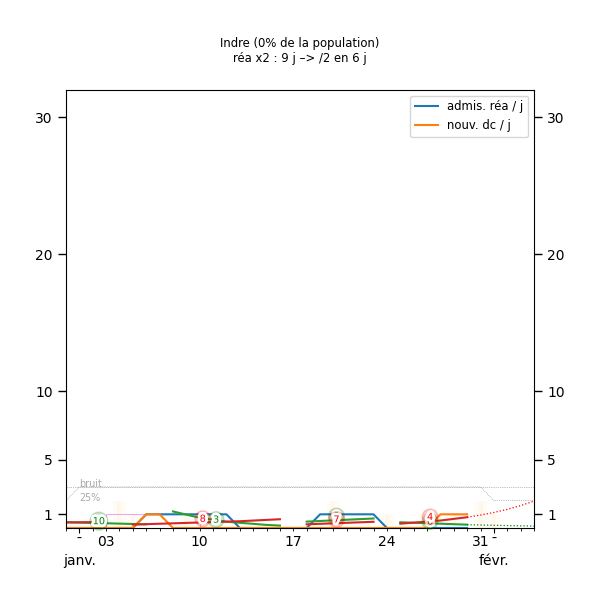 Indre (0% de la population)
réa x2 : 9 j –> /2 en 6 j
admis. réa / j
nouv. dc / j
30 30
20 20
10 10
5 5
1 1
bruit
25%
10 8 3 7 4
- 03 10 17 24 31 -
janv. févr.